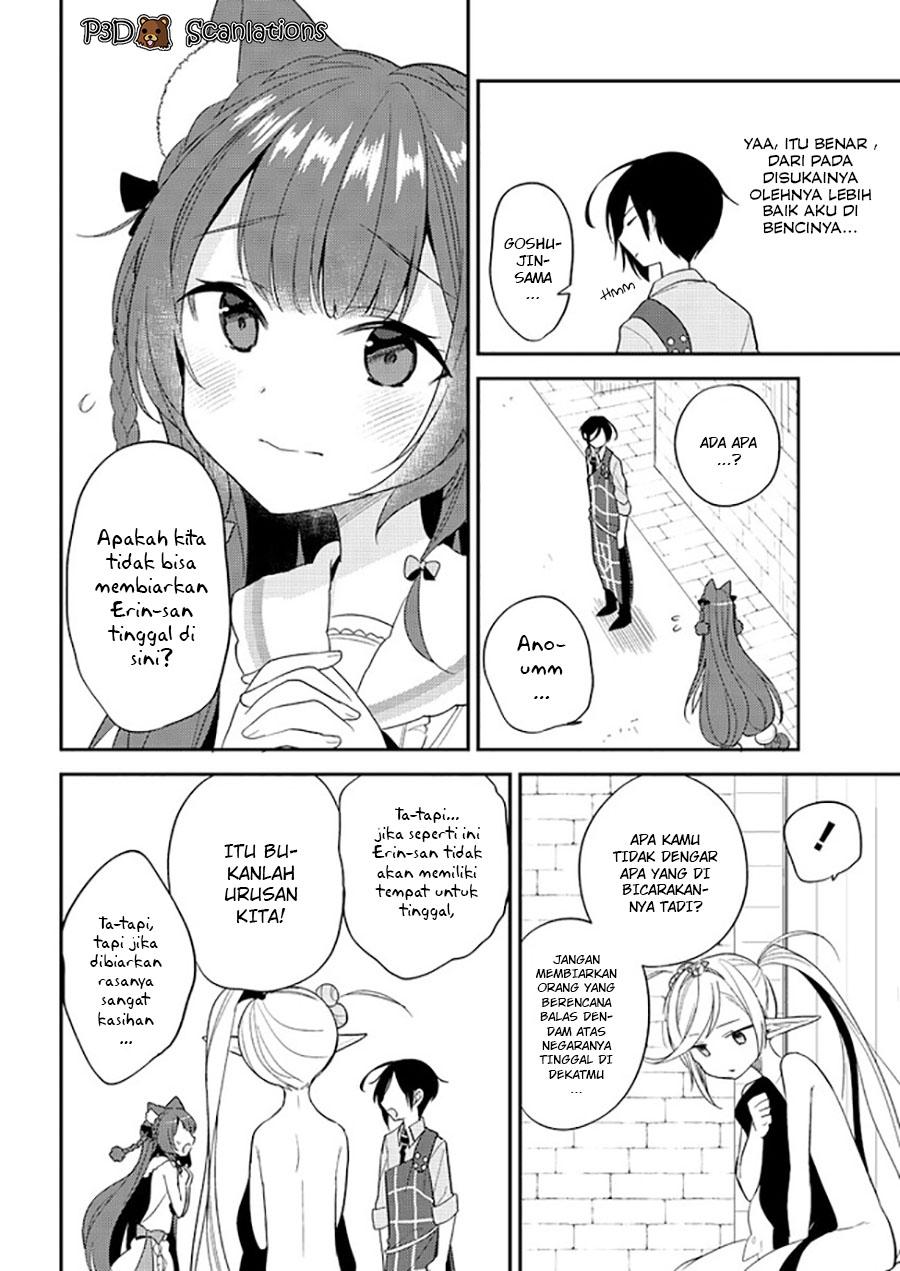 P3D Scanlations
YAA, ITU BENAR ,
DARI PADA
DISUKAINYA
OLEHNYA LEBIH
BAIK AKU DI
BENCINYA...
HMM
GOSHU-
JIN-
SAMA
...
ADA APA
...?
Ano-
umm
...
Apakah kita
tidak bisa
membiarkan
Erin-san
tinggal di
sini?
!
APA KAMU
TIDAK DENGAR
APA YANG DI
BICARAKAN-
NYA TADI?
JANGAN
MEMBIARKAN
ORANG YANG
BERENCANA
BALAS DEN-
DAM ATAS
NEGARANYA
TINGGAL DI
DEKATMU
...
Ta-tapi...
jika seperti ini
Erin-san tidak
akan memiliki
tempat untuk
tinggal,
ITU BU-
KANLAH
URUSAN
KITA!
Ta-tapi,
tapi jika
dibiarkan
rasanya
sangat
kasihan
...